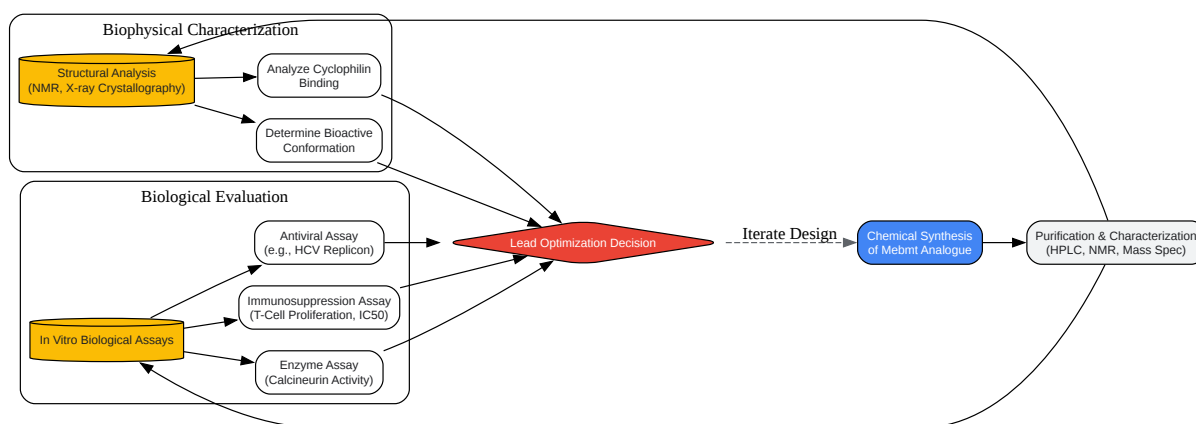 Biophysical Characterization
Structural Analysis
(NMR, X-ray Crystallography)
Analyze Cyclophilin
Binding
Determine Bioactive
Conformation
Biological Evaluation
Antiviral Assay
(e.g., HCV Replicon)
Immunosuppression Assay
(T-Cell Proliferation, IC50)
In Vitro Biological Assays
Enzyme Assay
(Calcineurin Activity)
Lead Optimization Decision
Iterate Design
Chemical Synthesis
of Mebmt Analogue
Purification & Characterization
(HPLC, NMR, Mass Spec)